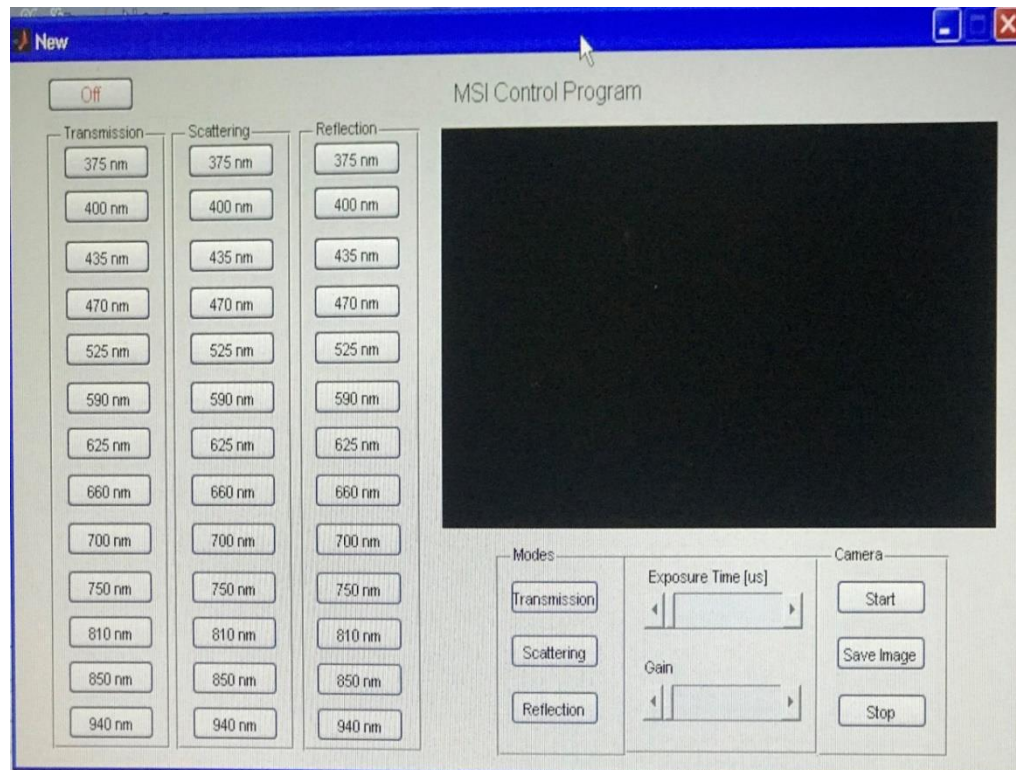 New
Off
MSI Control Program
Transmission Scattering Reflection
375 nm 375 nm 375 nm
400 nm 400 nm 400 nm
435 nm 435 nm 435 nm
470 nm 470 nm 470 nm
525 nm 525 nm 525 nm
590 nm 590 nm 590 nm
625 nm 625 nm 625 nm
660 nm 660 nm 660 nm
700 nm 700 nm 700 nm
750 nm 750 nm 750 nm
810 nm 810 nm 810 nm
850 nm 850 nm 850 nm
940 nm 940 nm 940 nm
Modes
Transmission
Scattering
Reflection
Exposure Time [us]
Gain
Camera
Start
Save Image
Stop